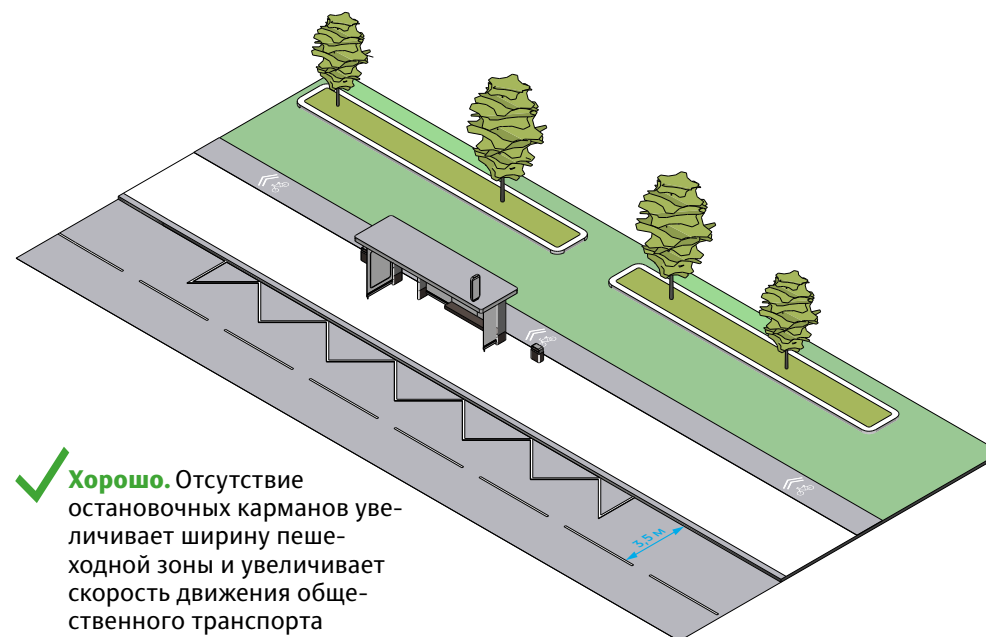 3,5 м
Хорошо. Отсутствие
остановочных карманов уве-
личивает ширину пеше-
ходной зоны и увеличивает
скорость движения обще-
ственного транспорта